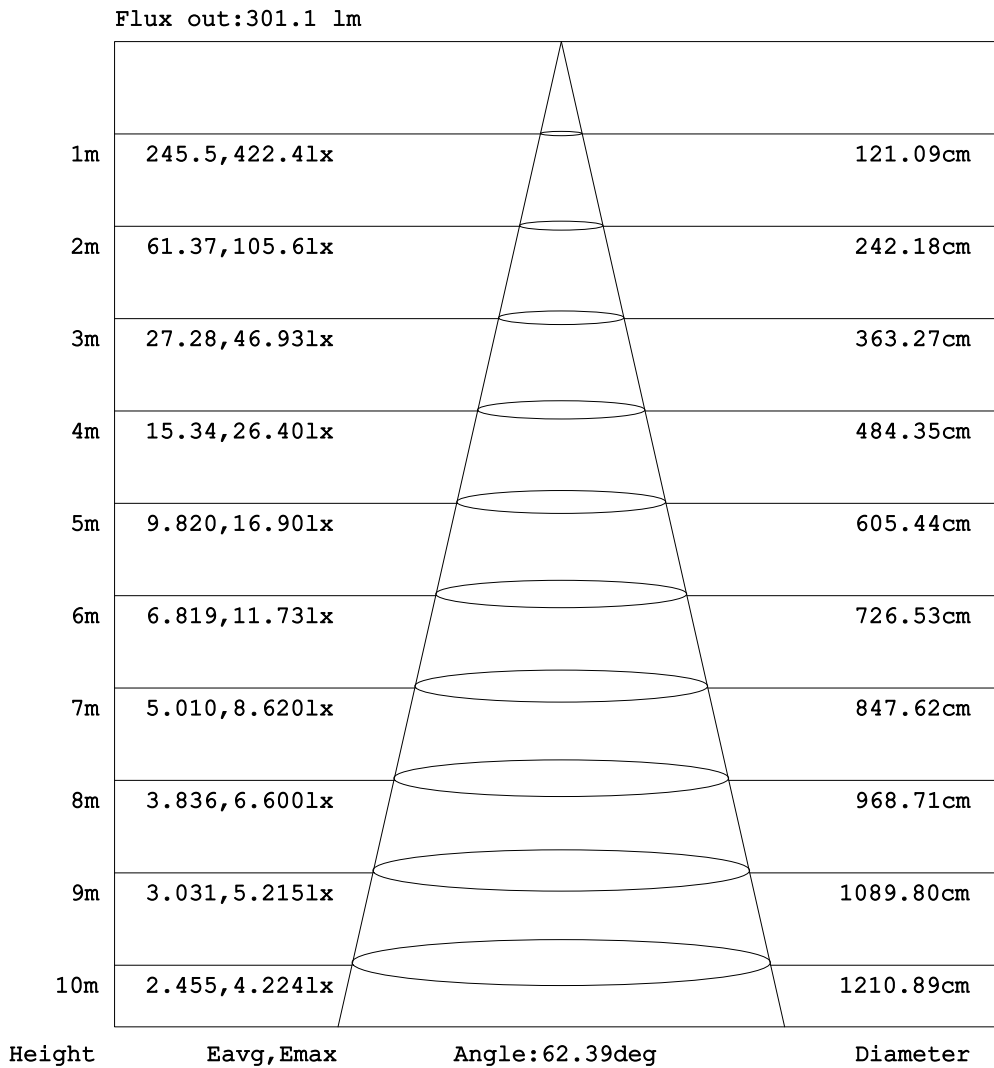 Flux out:301.1 lm
1m 245.5,422.4lx 121.09cm
2m 61.37,105.6lx 242.18cm
3m 27.28,46.93lx 363.27cm
4m 15.34,26.40lx 484.35cm
5m 9.820,16.90lx 605.44cm
6m 6.819,11.73lx 726.53cm
7m 5.010,8.620lx 847.62cm
8m 3.836,6.600lx 968.71cm
9m 3.031,5.215lx 1089.80cm
10m 2.455,4.224lx 1210.89cm
Height Eavg,Emax Angle:62.39deg Diameter